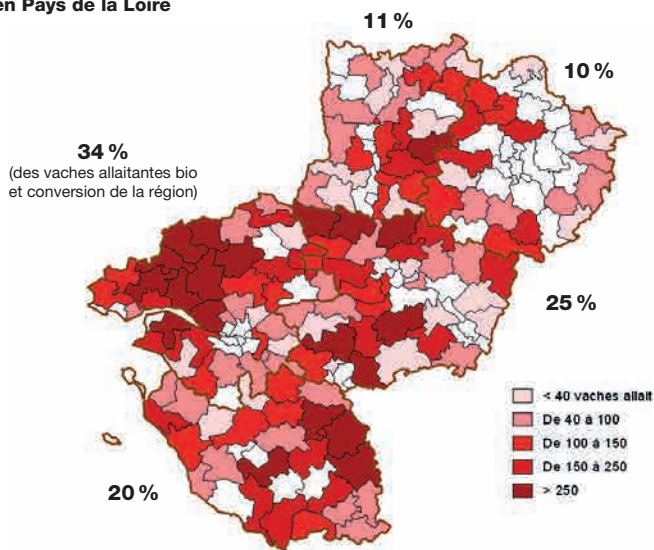 en Pays de la Loire
11 %
10 %
34 %
(des vaches allaitantes bio
et conversion de la région)
25 %
< 40 vaches allait
De 40 à 100
De 100 à 150
De 150 à 250
> 250
20 %